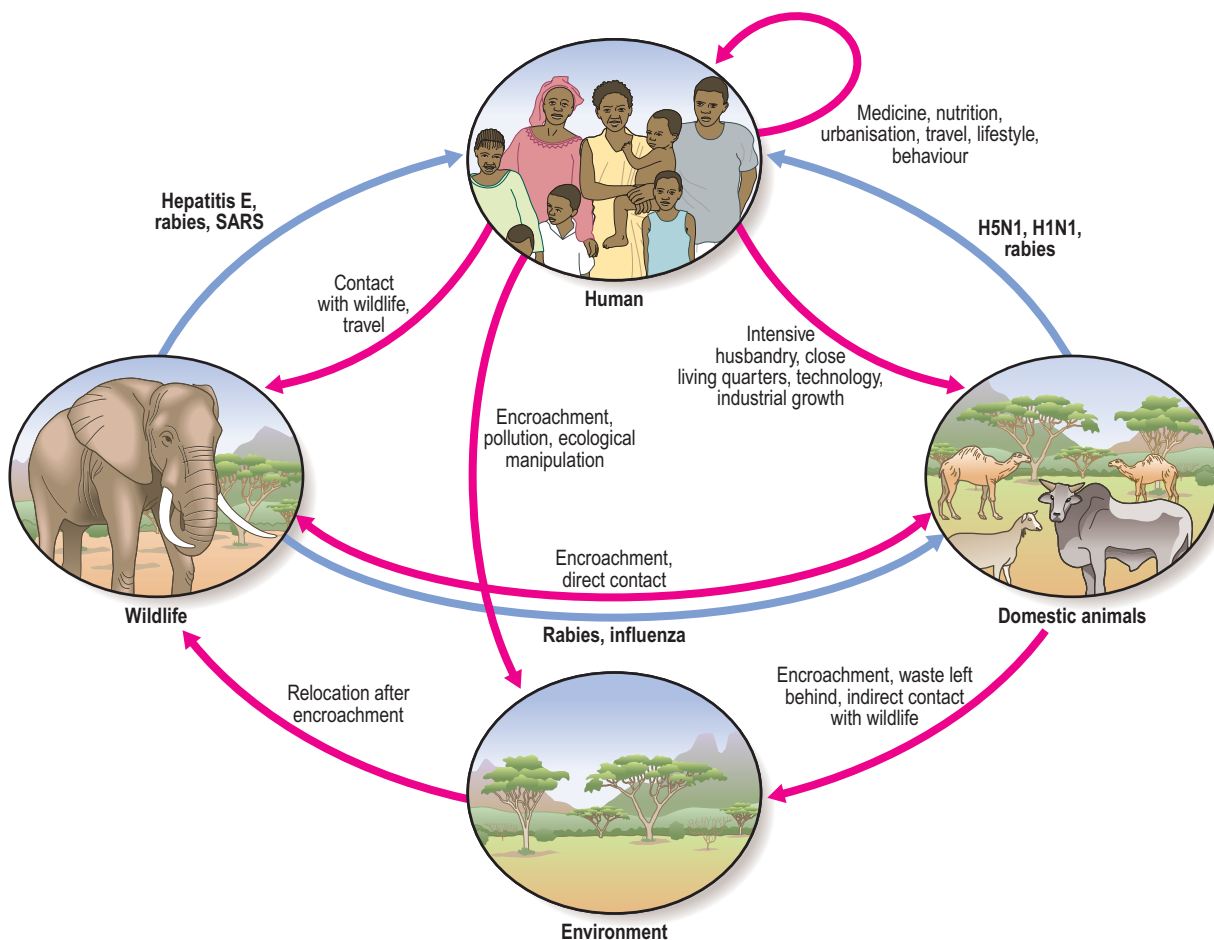 Medicine, nutrition,
urbanisation, travel, lifestyle,
behaviour
Hepatitis E,
rabies, SARS
H5N1, H1N1,
rabies
Human
Contact
with wildlife,
travel
Intensive
husbandry, close
living quarters, technology,
industrial growth
Encroachment,
pollution, ecological
manipulation
Encroachment,
direct contact
Wildlife
Domestic animals
Rabies, influenza
Relocation after
encroachment
Encroachment, waste left
behind, indirect contact
with wildlife
Environment